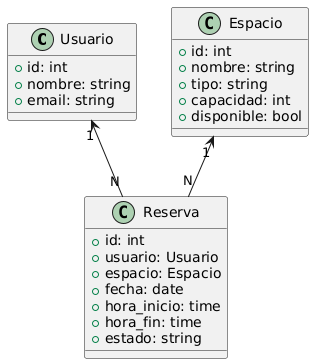 C Usuario
id: int
nombre: string
email: string
C Espacio
id: int
nombre: string
tipo: string
capacidad: int
disponible: bool
1
1
N
N
C Reserva
id: int
usuario: Usuario
espacio: Espacio
fecha: date
hora_inicio: time
hora_fin: time
estado: string